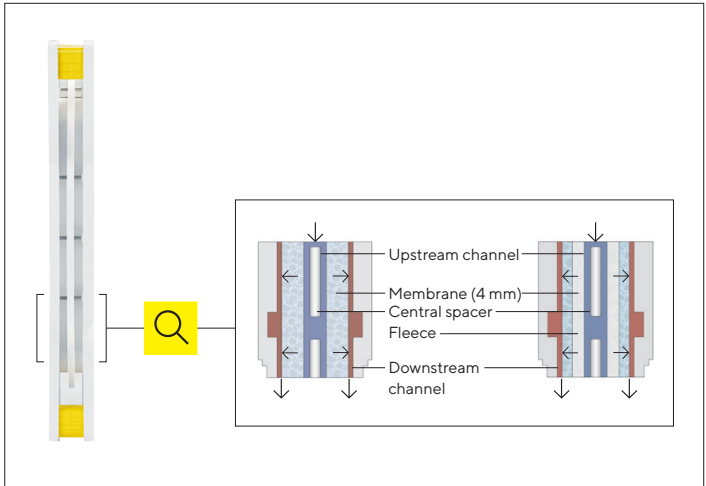 Upstream channel
Membrane (4 mm)
Central spacer
Fleece
Downstream
channel